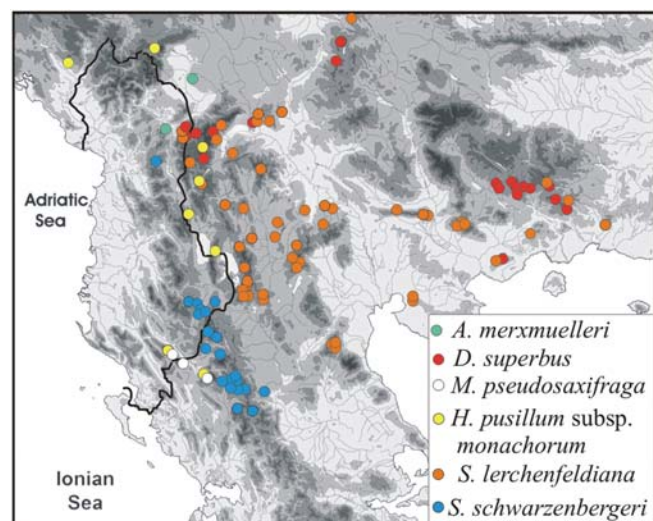 Adriatic
Sea
Ionian
Sea
A. merxmuelleri
D. superbus
M. pseudosaxifraga
H. pusillum subsp.
monachorum
S. lerchenfeldiana
S. schwarzenbergeri